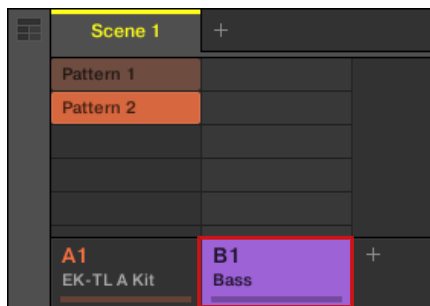 Scene 1 +
Pattern 1
Pattern 2
A1 B1 +
EK-TL A Kit Bass